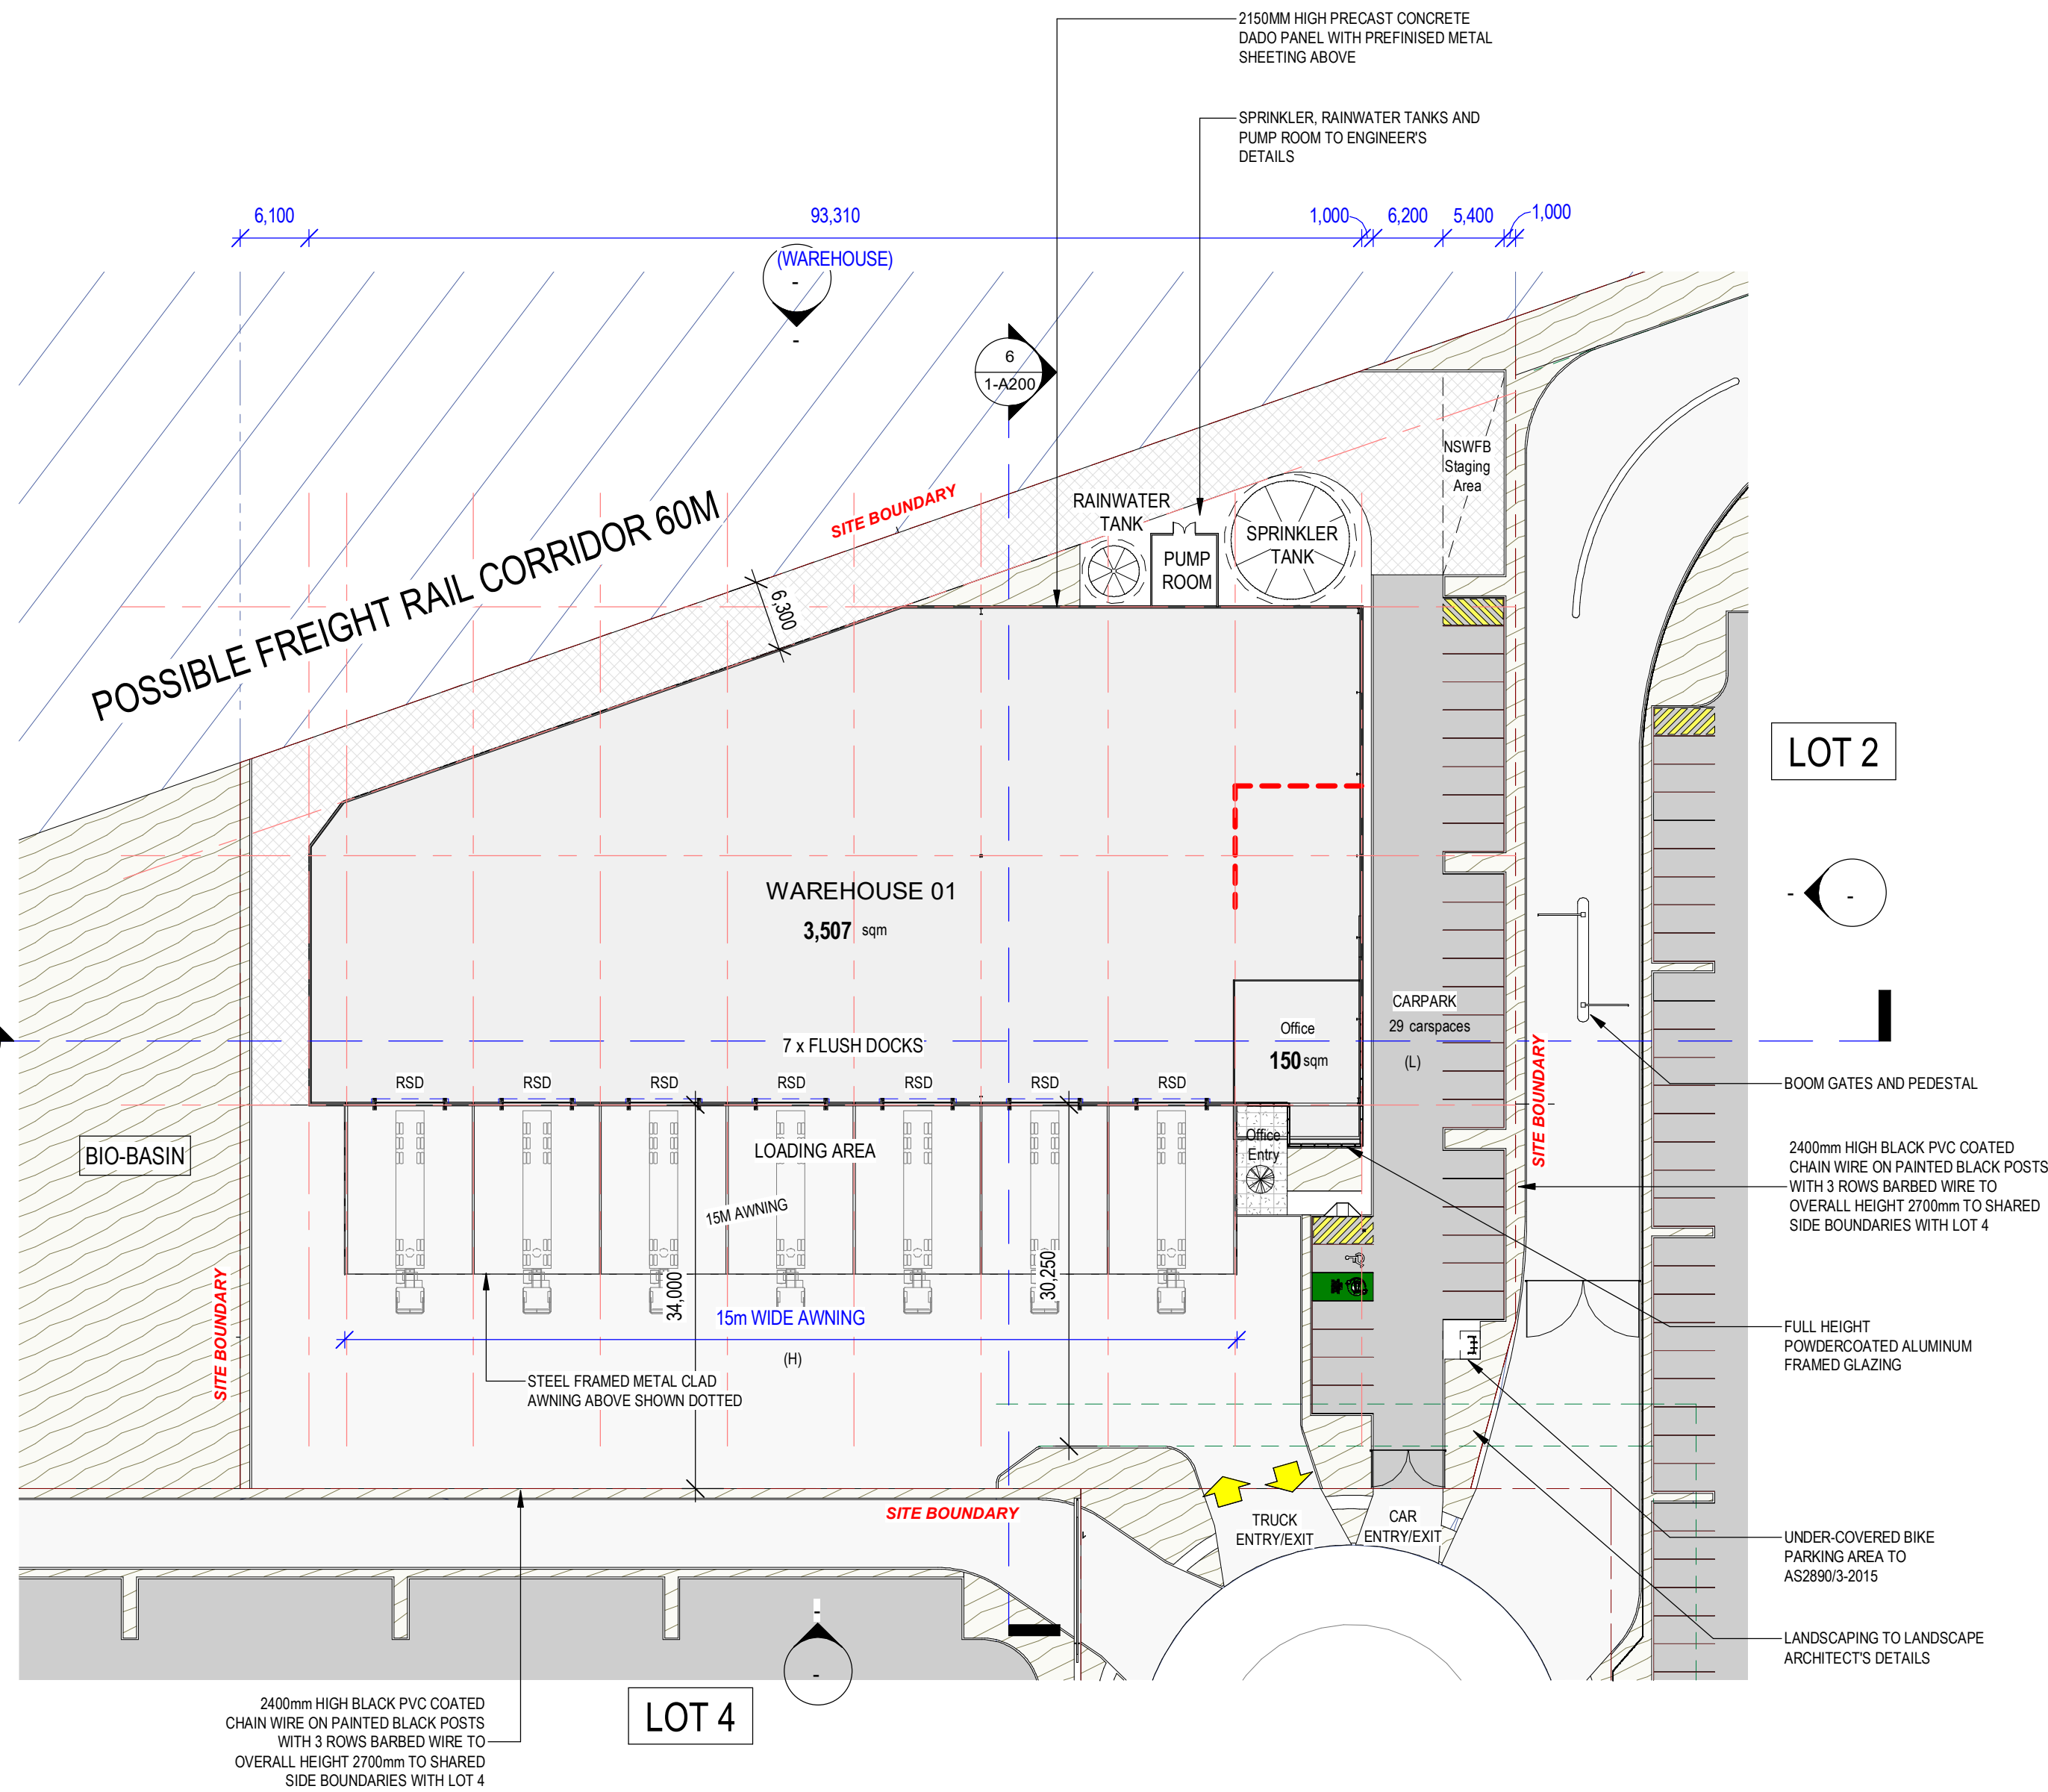 2150MM HIGH PRECAST CONCRETE
DADO PANEL WITH PREFINISED METAL
SHEETING ABOVE
SPRINKLER, RAINWATER TANKS AND
PUMP ROOM TO ENGINEER'S
DETAILS
6,100
93,310
1,000
6,200
5,400
1,000
(WAREHOUSE)
-
-
6
1-A200
NSWFB
Staging
Area
POSSIBLE FREIGHT RAIL CORRIDOR 60M
SITE BOUNDARY
RAINWATER
TANK
PUMP
ROOM
SPRINKLER
TANK
6,300
LOT 2
WAREHOUSE 01
3,507 sqm
-
-
CARPARK
29 carspaces
(L)
Office
150 sqm
7 x FLUSH DOCKS
RSD
RSD
RSD
RSD
RSD
RSD
RSD
SITE BOUNDARY
BOOM GATES AND PEDESTAL
BIO-BASIN
LOADING AREA
Office
Entry
2400mm HIGH BLACK PVC COATED
CHAIN WIRE ON PAINTED BLACK POSTS
WITH 3 ROWS BARBED WIRE TO
OVERALL HEIGHT 2700mm TO SHARED
SIDE BOUNDARIES WITH LOT 4
15M AWNING
34,000
30,250
SITE BOUNDARY
15m WIDE AWNING
(H)
FULL HEIGHT
POWDERCOATED ALUMINUM
FRAMED GLAZING
STEEL FRAMED METAL CLAD
AWNING ABOVE SHOWN DOTTED
SITE BOUNDARY
TRUCK
ENTRY/EXIT
CAR
ENTRY/EXIT
UNDER-COVERED BIKE
PARKING AREA TO
AS2890/3-2015
-
-
LANDSCAPING TO LANDSCAPE
ARCHITECT'S DETAILS
LOT 4
2400mm HIGH BLACK PVC COATED
CHAIN WIRE ON PAINTED BLACK POSTS
WITH 3 ROWS BARBED WIRE TO
OVERALL HEIGHT 2700mm TO SHARED
SIDE BOUNDARIES WITH LOT 4